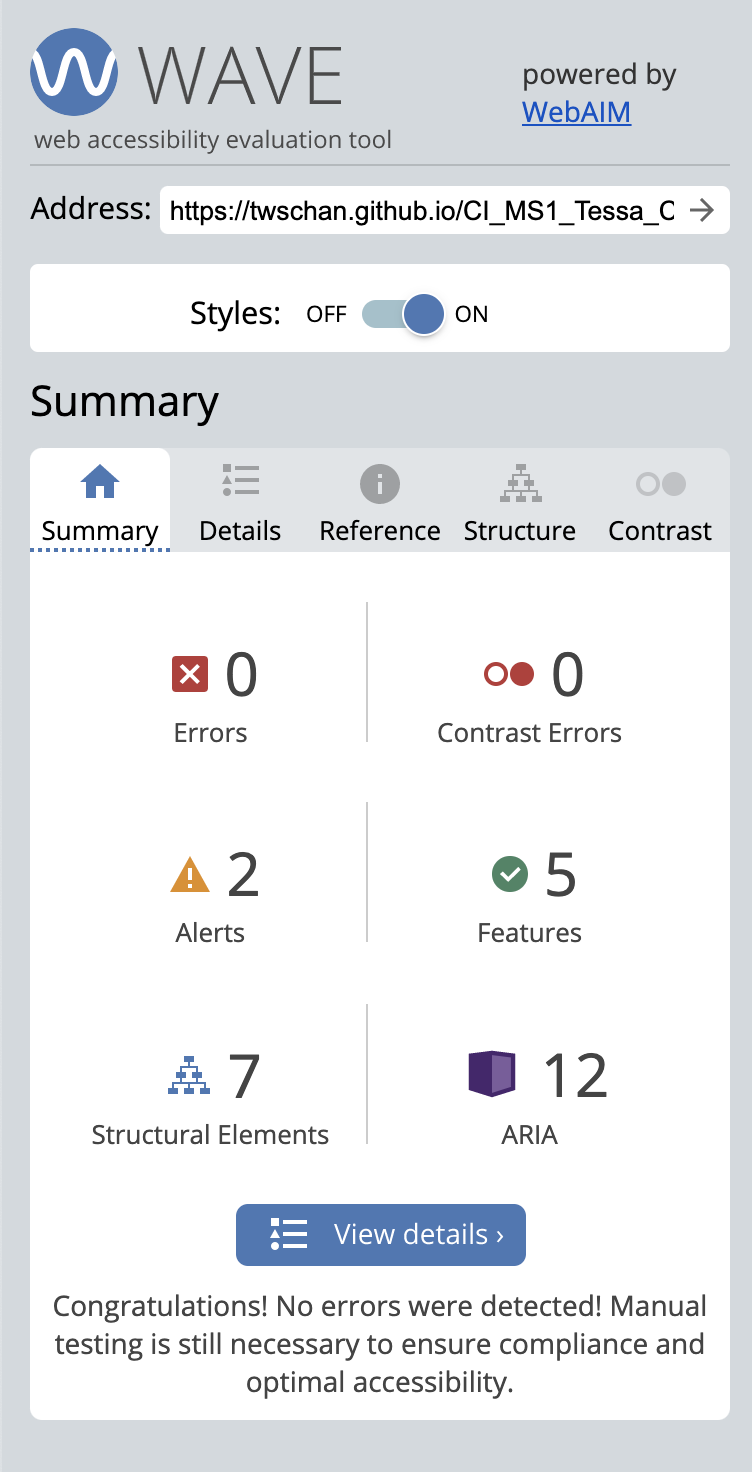 WAVE
powered by
WebAIM
web accessibility evaluation tool
Address: https://twschan.github.io/CI_MS1_Tessa_C
Styles: OFF ON
Summary
Summary Details Reference Structure Contrast
0 0
Errors Contrast Errors
2 5
Alerts Features
7 12
Structural Elements ARIA
View details ›
Congratulations! No errors were detected! Manual
testing is still necessary to ensure compliance and
optimal accessibility.